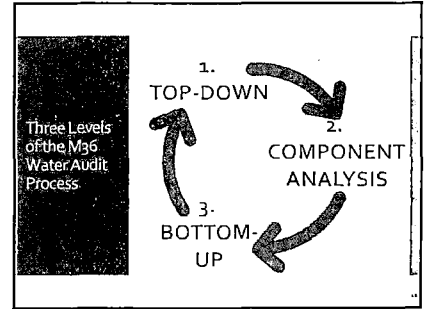 Three Levels
of the M36
Water Audit
Process
1.
TOP-DOWN
2.
COMPONENT
ANALYSIS
3.
BOTTOM-
UP